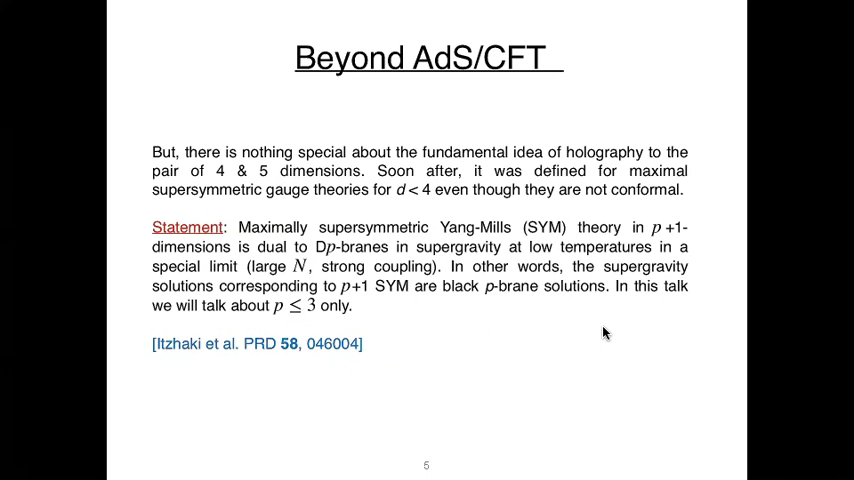 Beyond AdS/CFT
But, there is nothing special about the fundamental idea of holography to the
pair of 4 & 5 dimensions. Soon after, it was defined for maximal
supersymmetric gauge theories for d < 4 even though they are not conformal.
Statement: Maximally supersymmetric Yang-Mills (SYM) theory in p +1-
dimensions is dual to Dp-branes in supergravity at low temperatures in a
special limit (large N, strong coupling). In other words, the supergravity
solutions corresponding to p+1 SYM are black p-brane solutions. In this talk
we will talk about p ≤ 3 only.
[Itzhaki et al. PRD 58, 046004]
5